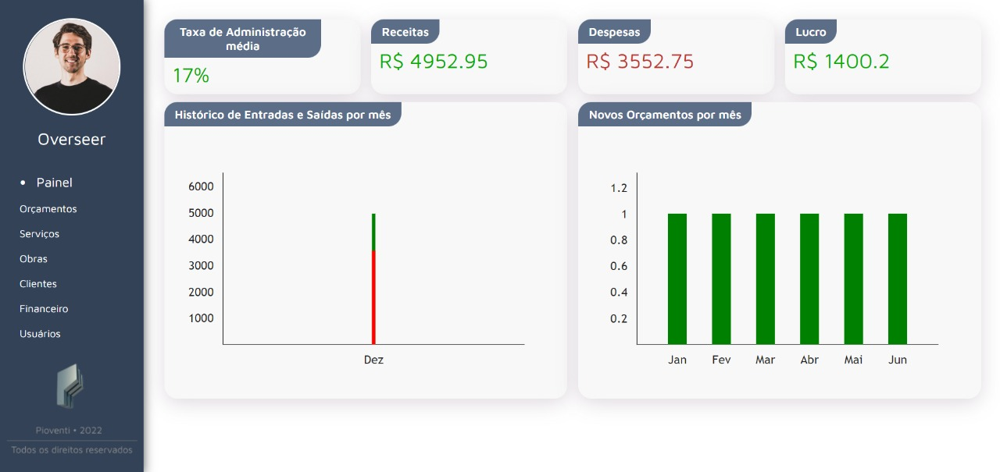 Overseer
• Painel
Orçamentos
Serviços
Obras
Clientes
Financeiro
Usuários
Pioventi • 2022
Todos os direitos reservados
Taxa de Administração
média
17%
Receitas
R$ 4952.95
Despesas
R$ 3552.75
Lucro
R$ 1400.2
Histórico de Entradas e Saídas por mês
6000
5000
4000
3000
2000
1000
Dez
Novos Orçamentos por mês
1.2
1
0.8
0.6
0.4
0.2
Jan Fev Mar Abr Mai Jun